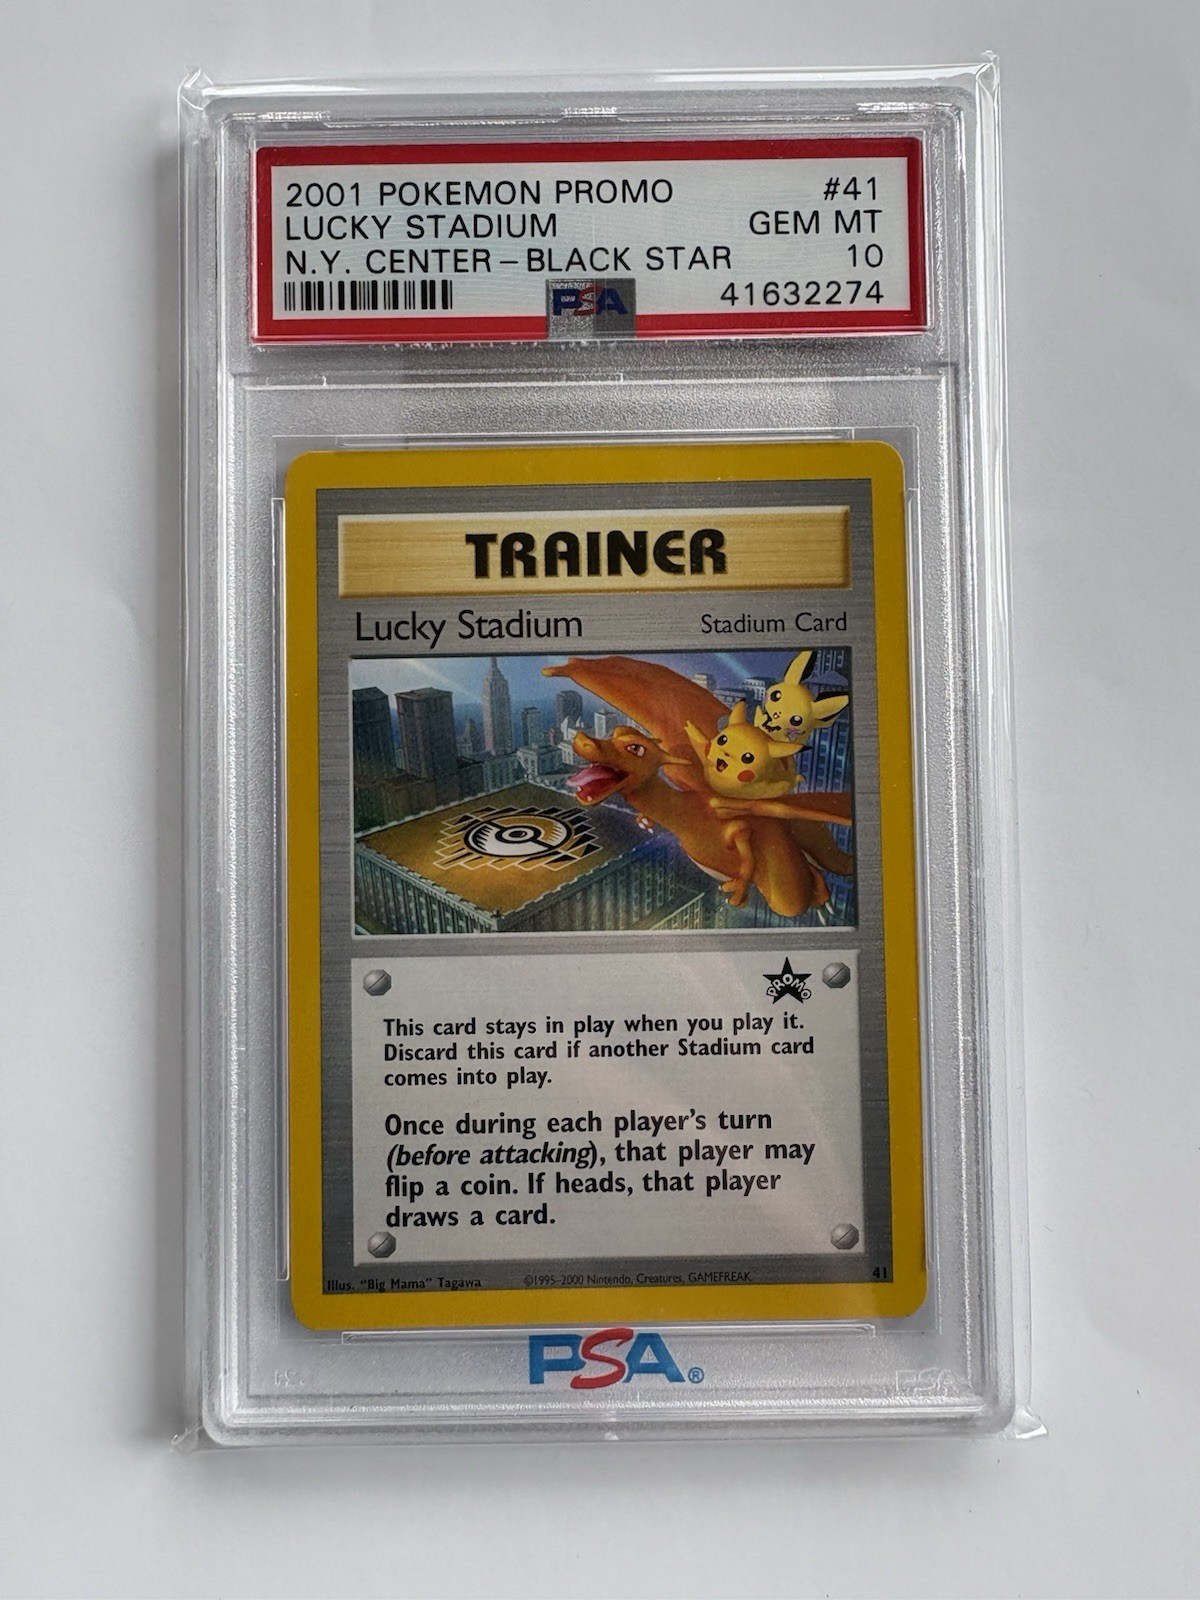 2001 POKEMON PROMO #41
LUCKY STADIUM GEM MT
N.Y. CENTER-BLACK STAR 10
PSA 41632274
TRAINER
Lucky Stadium Stadium Card
PROMO
This card stays in play when you play it.
Discard this card if another Stadium card
comes into play.
Once during each player's turn
(before attacking), that player may
flip a coin. If heads, that player
draws a card.
Illus. "Big Mama" Tagawa ©1995-2000 Nintendo, Creatures, GAMEFREAK 41
PSA®
PSA